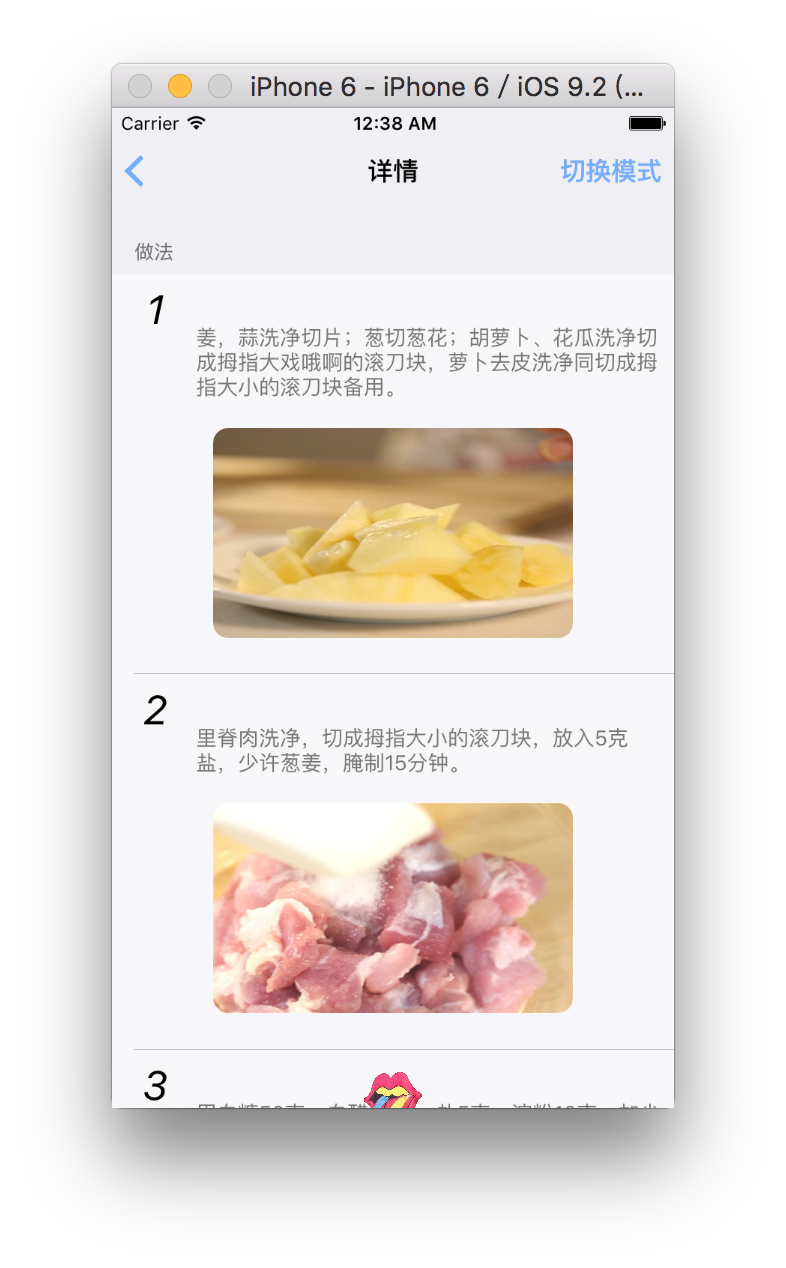 iPhone 6 - iPhone 6 / iOS 9.2 (...
Carrier
12:38 AM
详情
切换模式
做法
1
姜，蒜洗净切片；葱切葱花；胡萝卜、花瓜洗净切
成拇指大戏哦啊的滚刀块，萝卜去皮洗净同切成拇
指大小的滚刀块备用。
2
里脊肉洗净，切成拇指大小的滚刀块，放入5克
盐，少许葱姜，腌制15分钟。
3